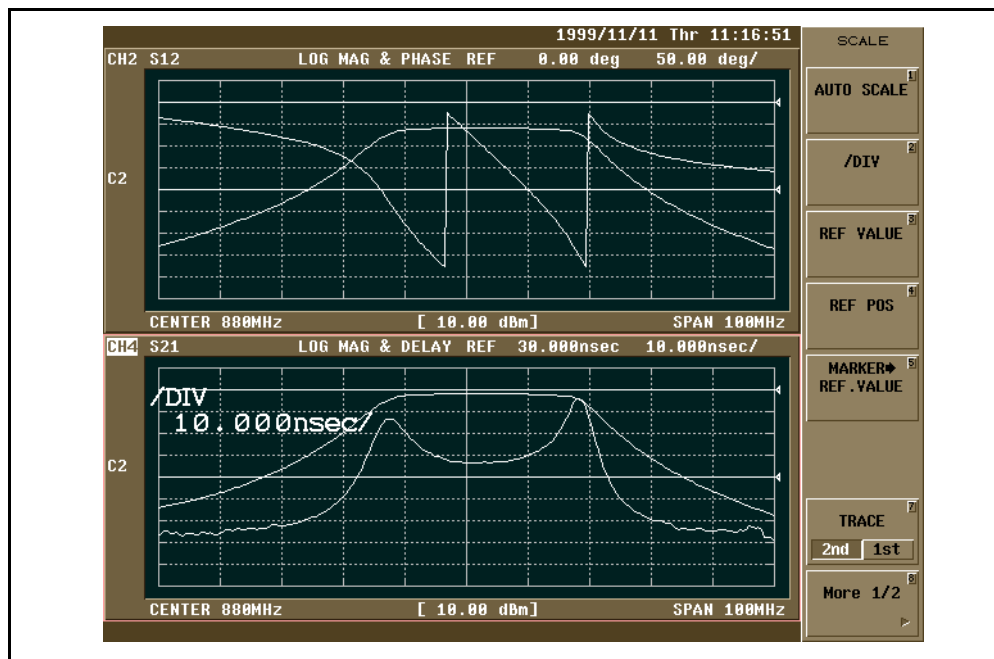 1999/11/11 Thr 11:16:51
CH2 S12 LOG MAG & PHASE REF 0.00 deg 50.00 deg/
C2
CENTER 880MHz [ 10.00 dBm] SPAN 100MHz
CH4 S21 LOG MAG & DELAY REF 30.000nsec 10.000nsec/
/DIV
10.000nsec/
C2
CENTER 880MHz [ 10.00 dBm] SPAN 100MHz
SCALE
1
AUTO SCALE
2
/DIV
3
REF VALUE
4
REF POS
5
MARKER➧
REF.VALUE
7
TRACE
2nd 1st
8
More 1/2